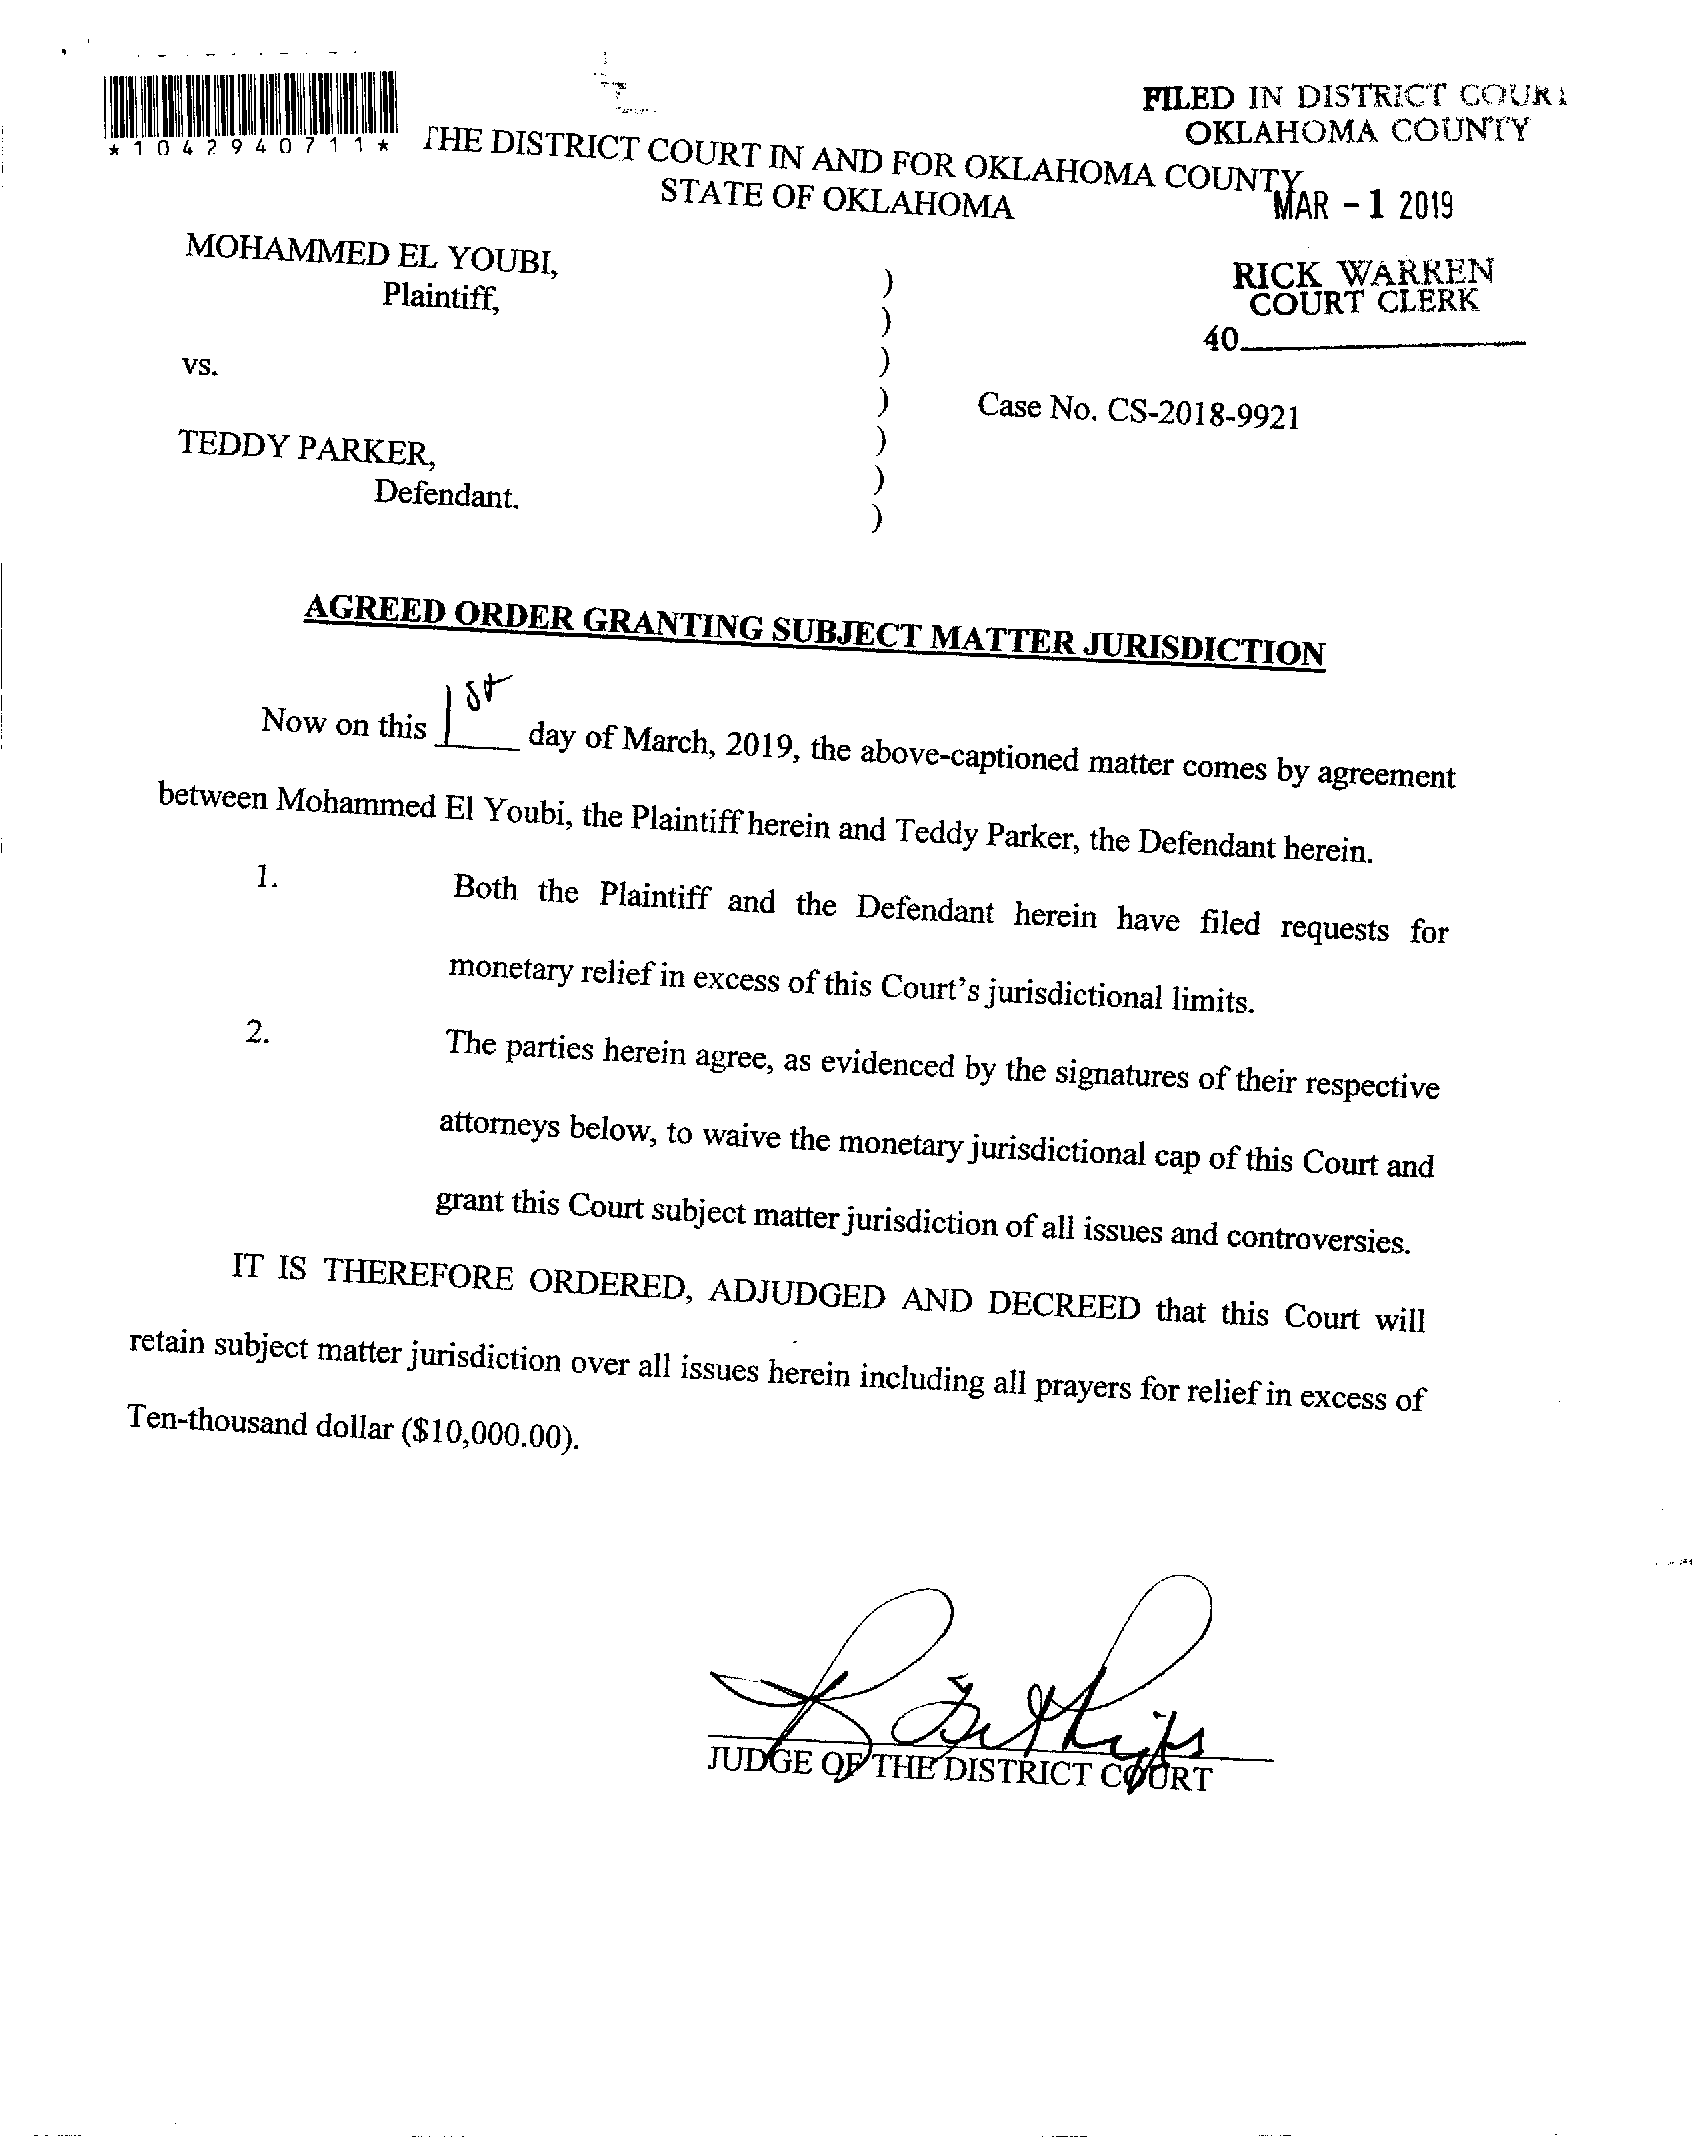 FILED IN DISTRICT COURT
OKLAHOMA COUNTY
*1042940711*
THE DISTRICT COURT IN AND FOR OKLAHOMA COUNTY
STATE OF OKLAHOMA
MAR - 1 2019
MOHAMMED EL YOUBI,
Plaintiff,
)
RICK WARREN
COURT CLERK
)
40
vs.
)
)
Case No. CS-2018-9921
TEDDY PARKER,
)
Defendant.
)
)
AGREED ORDER GRANTING SUBJECT MATTER JURISDICTION
Now on this 1st day of March, 2019, the above-captioned matter comes by agreement
between Mohammed El Youbi, the Plaintiff herein and Teddy Parker, the Defendant herein.
1. Both the Plaintiff and the Defendant herein have filed requests for
monetary relief in excess of this Court's jurisdictional limits.
2. The parties herein agree, as evidenced by the signatures of their respective
attorneys below, to waive the monetary jurisdictional cap of this Court and
grant this Court subject matter jurisdiction of all issues and controversies.
IT IS THEREFORE ORDERED, ADJUDGED AND DECREED that this Court will
retain subject matter jurisdiction over all issues herein including all prayers for relief in excess of
Ten-thousand dollar ($10,000.00).
JUDGE OF THE DISTRICT COURT